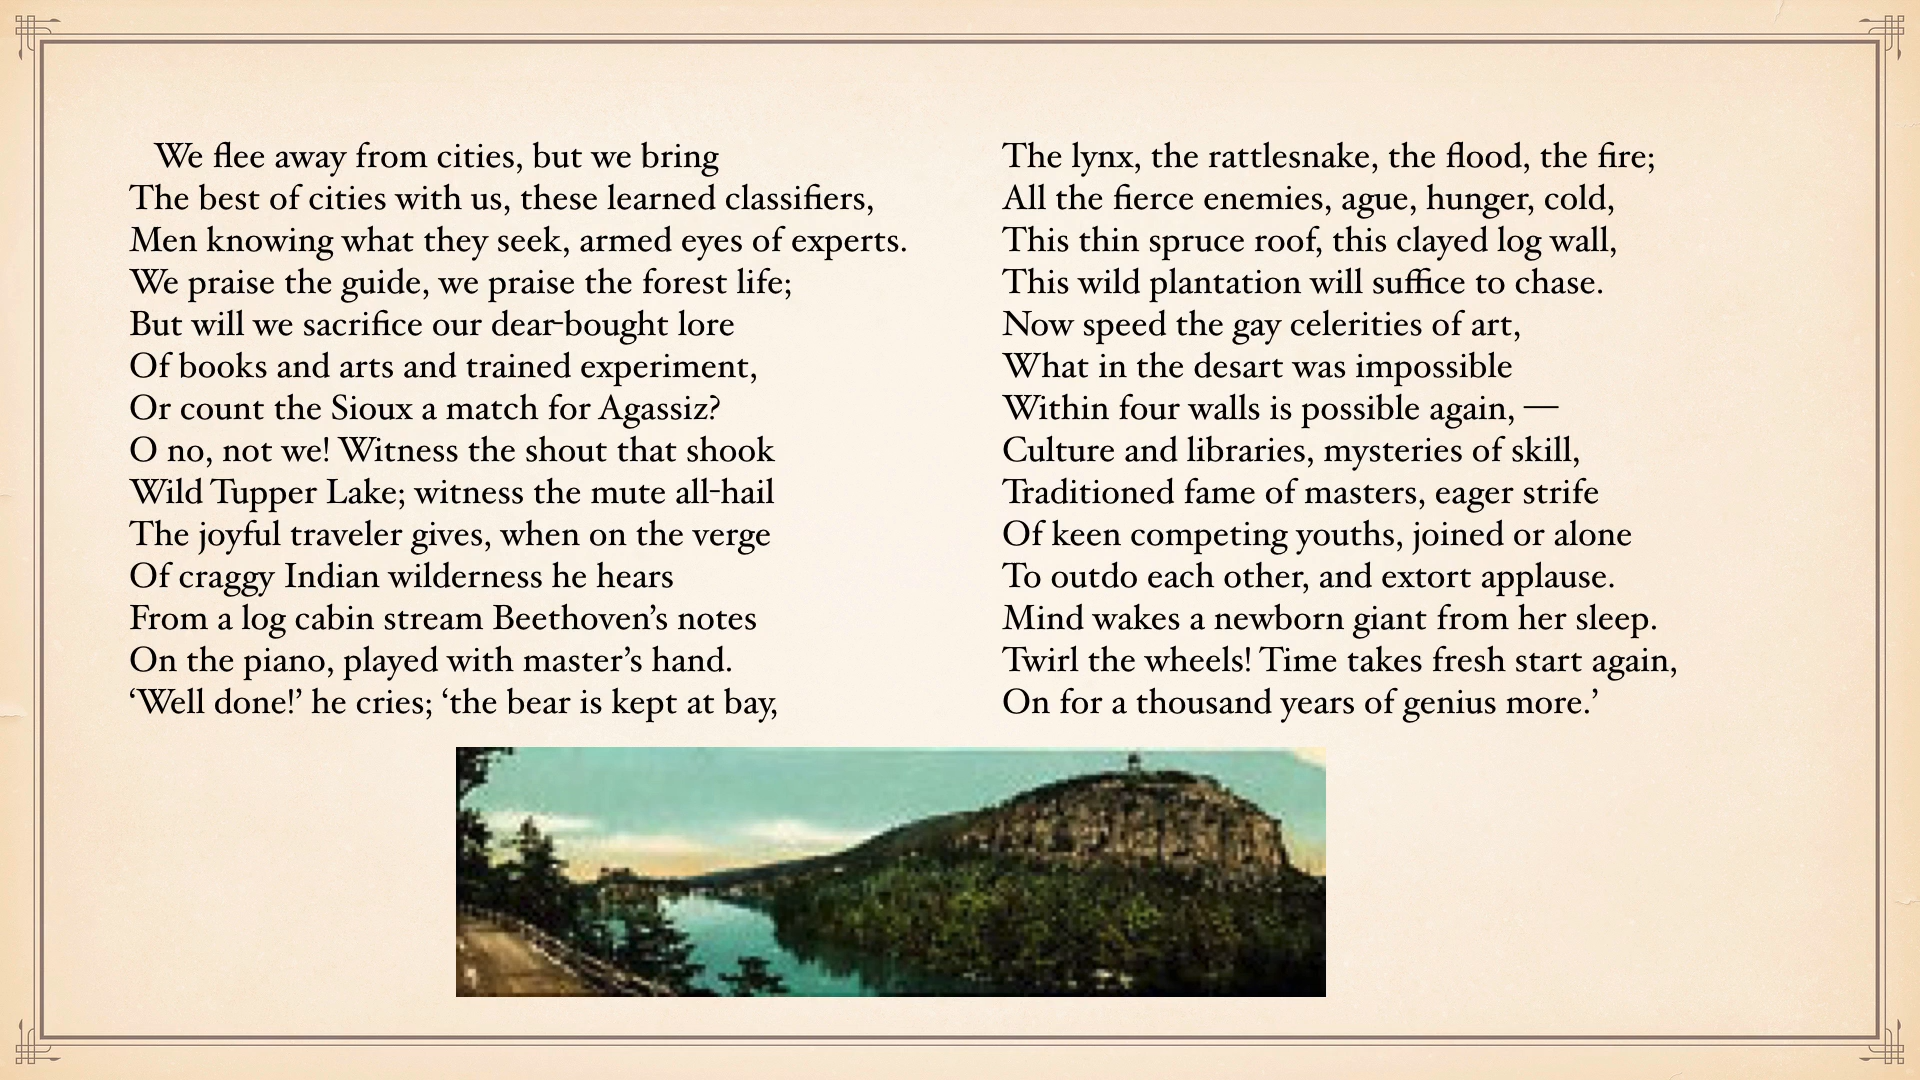 We flee away from cities, but we bring
The best of cities with us, these learned classifiers,
Men knowing what they seek, armed eyes of experts.
We praise the guide, we praise the forest life;
But will we sacrifice our dear-bought lore
Of books and arts and trained experiment,
Or count the Sioux a match for Agassiz?
O no, not we! Witness the shout that shook
Wild Tupper Lake; witness the mute all-hail
The joyful traveler gives, when on the verge
Of craggy Indian wilderness he hears
From a log cabin stream Beethoven’s notes
On the piano, played with master’s hand.
‘Well done!’ he cries; ‘the bear is kept at bay,
The lynx, the rattlesnake, the flood, the fire;
All the fierce enemies, ague, hunger, cold,
This thin spruce roof, this clayed log wall,
This wild plantation will suffice to chase.
Now speed the gay celerities of art,
What in the desart was impossible
Within four walls is possible again, —
Culture and libraries, mysteries of skill,
Traditioned fame of masters, eager strife
Of keen competing youths, joined or alone
To outdo each other, and extort applause.
Mind wakes a newborn giant from her sleep.
Twirl the wheels! Time takes fresh start again,
On for a thousand years of genius more.’